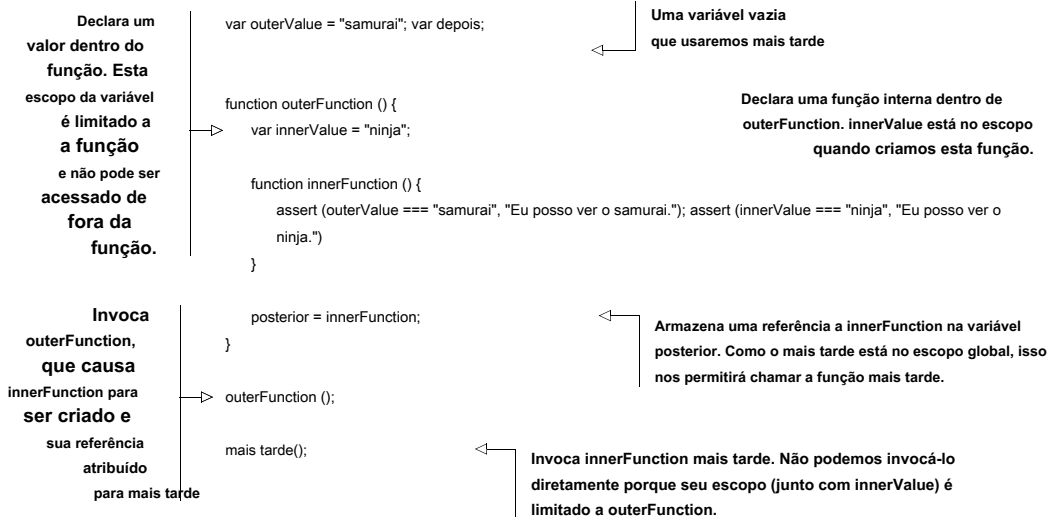 Declara um
valor dentro do
função. Esta
escopo da variável
é limitado a
a função
e não pode ser
acessado de
fora da
função.
var outerValue = "samurai"; var depois;
Uma variável vazia
que usaremos mais tarde
function outerFunction () {
var innerValue = "ninja";
Declara uma função interna dentro de
outerFunction. innerValue está no escopo
quando criamos esta função.
function innerFunction () {
assert (outerValue === "samurai", "Eu posso ver o samurai."); assert (innerValue === "ninja", "Eu posso ver o
ninja.")
}
Invoca
outerFunction,
que causa
innerFunction para
ser criado e
sua referência
atribuído
para mais tarde
posterior = innerFunction;
}
Armazena uma referência a innerFunction na variável
posterior. Como o mais tarde está no escopo global, isso
nos permitirá chamar a função mais tarde.
outerFunction ();
mais tarde();
Invoca innerFunction mais tarde. Não podemos invocá-lo
diretamente porque seu escopo (junto com innerValue) é
limitado a outerFunction.